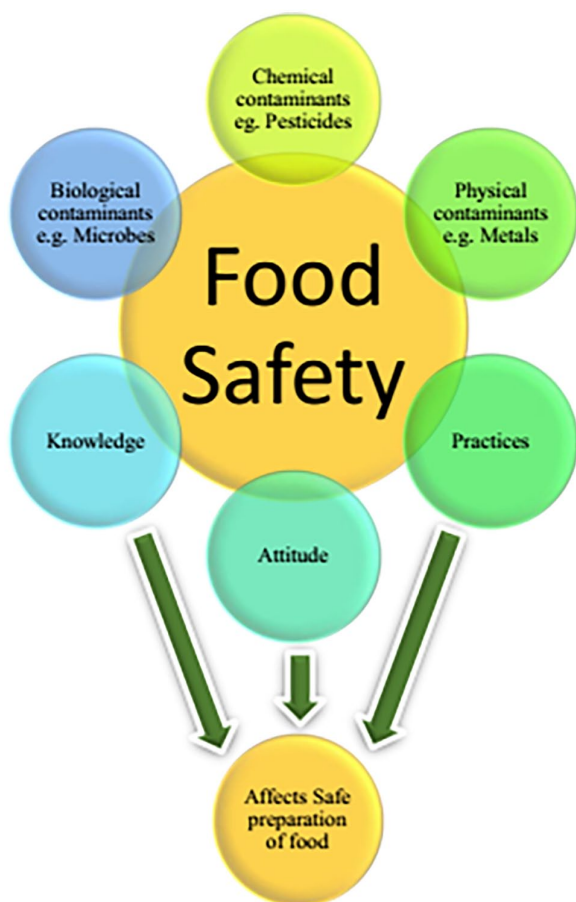 Chemical
contaminants
eg. Pesticides
Biological
contaminants
e.g. Microbes
Physical
contaminants
e.g. Metals
Food
Safety
Knowledge
Practices
Attitude
Affects Safe
preparation
of food